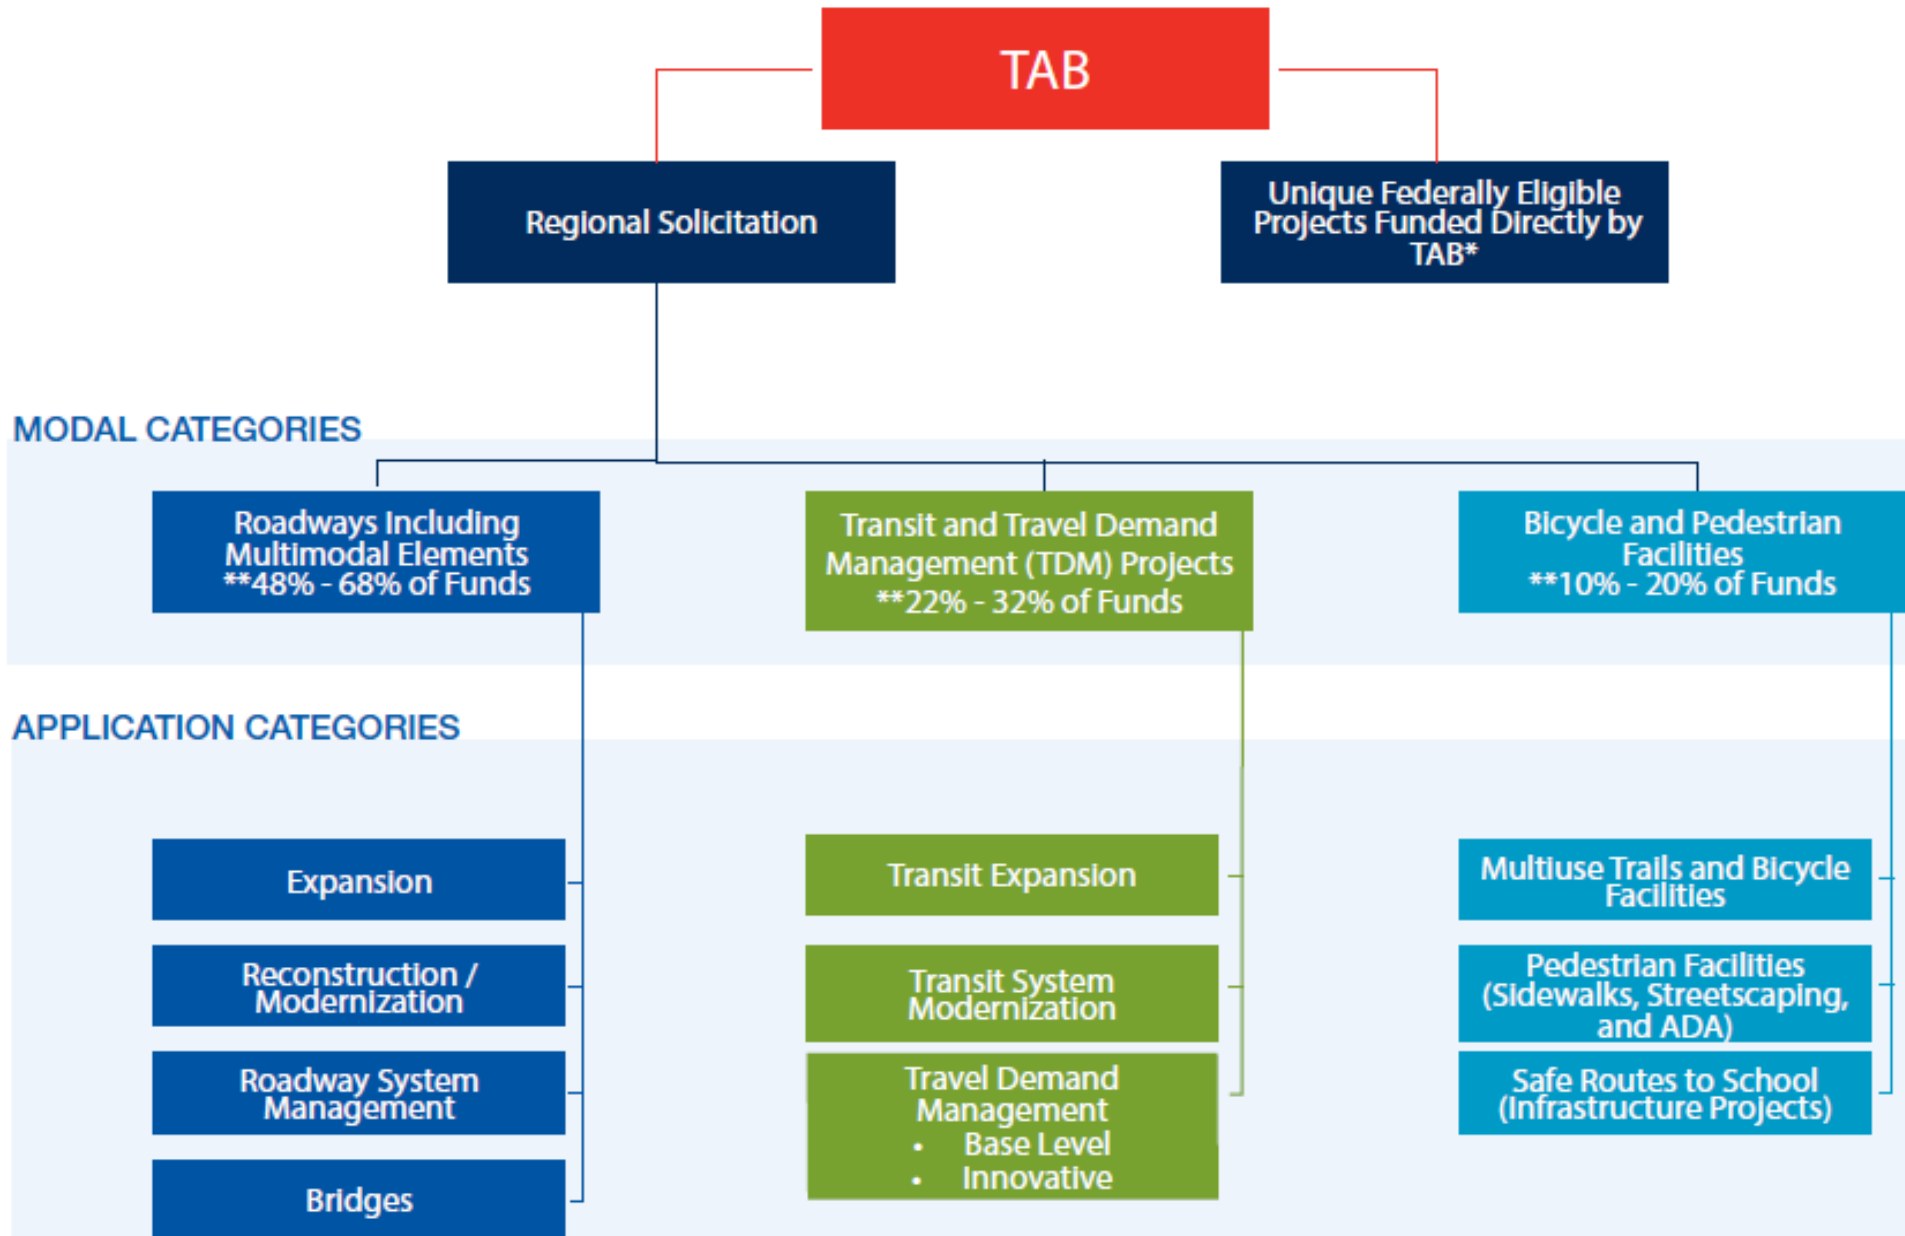 TAB
Regional Solicitation
Unique Federally Eligible
Projects Funded Directly by
TAB*
MODAL CATEGORIES
Roadways Including
Multimodal Elements
**48% - 68% of Funds
Transit and Travel Demand
Management (TDM) Projects
**22% - 32% of Funds
Bicycle and Pedestrian
Facilities
**10% - 20% of Funds
APPLICATION CATEGORIES
Expansion
Reconstruction /
Modernization
Roadway System
Management
Bridges
Transit Expansion
Transit System
Modernization
Travel Demand
Management
• Base Level
• Innovative
Multiuse Trails and Bicycle
Facilities
Pedestrian Facilities
(Sidewalks, Streetscaping,
and ADA)
Safe Routes to School
(Infrastructure Projects)